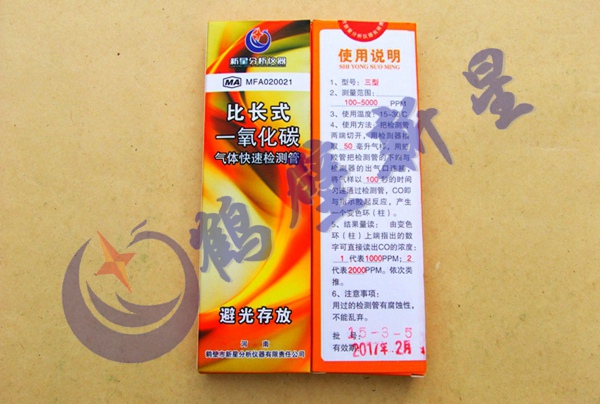 新星分析仪器
MA MFA020021
比长式
一氧化碳
气体快速检测管
避光存放
河 南
鹤壁市新星分析仪器有限责任公司
使用说明
SHI YONG SUO MING
1、型号：三型
2、测量范围：
100-5000 PPM
3、使用温度：15-3
4、使用方法：把检测管
两端切开，用检测器抽
取 50 毫升气样，用胶
胶管把检测管的
检测器的出气口连接，
将气样以 100 秒的时间
匀速通过检测管，CO即
与指示胶起反应，产生
一个变色环（柱）。
5、结果量读： 由变色
环（柱）上端指出的数
字可直接读出CO的浓度：
1 代表1000PPM；2
代表2000PPM。依次类
推。
6、注意事项：
用过的检测管有腐蚀性，
不能乱弃。
批 号：15-3-5
有效期 2017年 2月
鹤壁新星